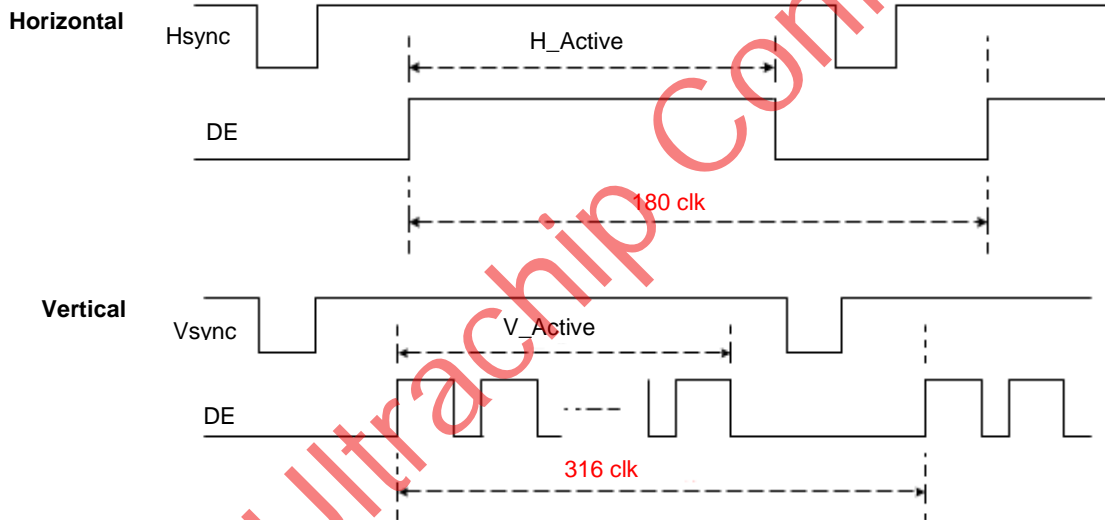 Horizontal
Hsync
H_Active
DE
180 clk
Vertical
Vsync
V_Active
DE
316 clk
Ultrachip Con